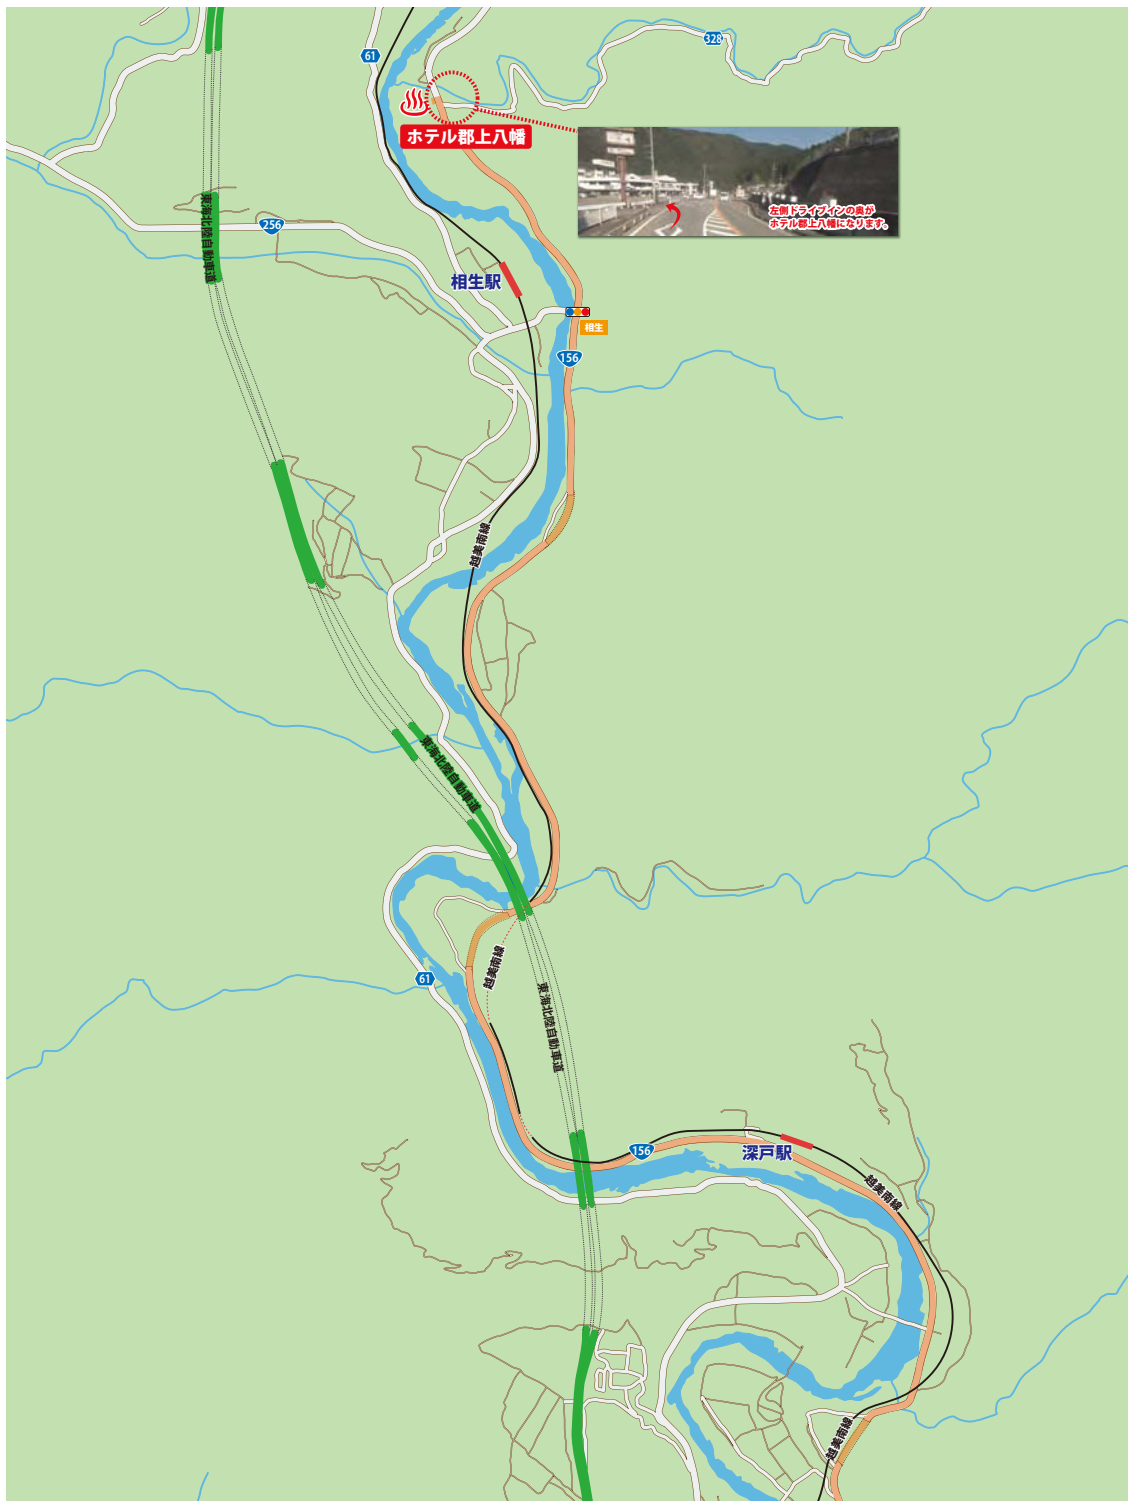 328
61
ホテル郡上八幡
左側ドライブインの奥が
ホテル郡上八幡になります。
東海北陸自動車道
256
相生駅
相生
156
越美南線
東海北陸自動車道
越美南線
61
東海北陸自動車道
156
深戸駅
越美南線
越美南線